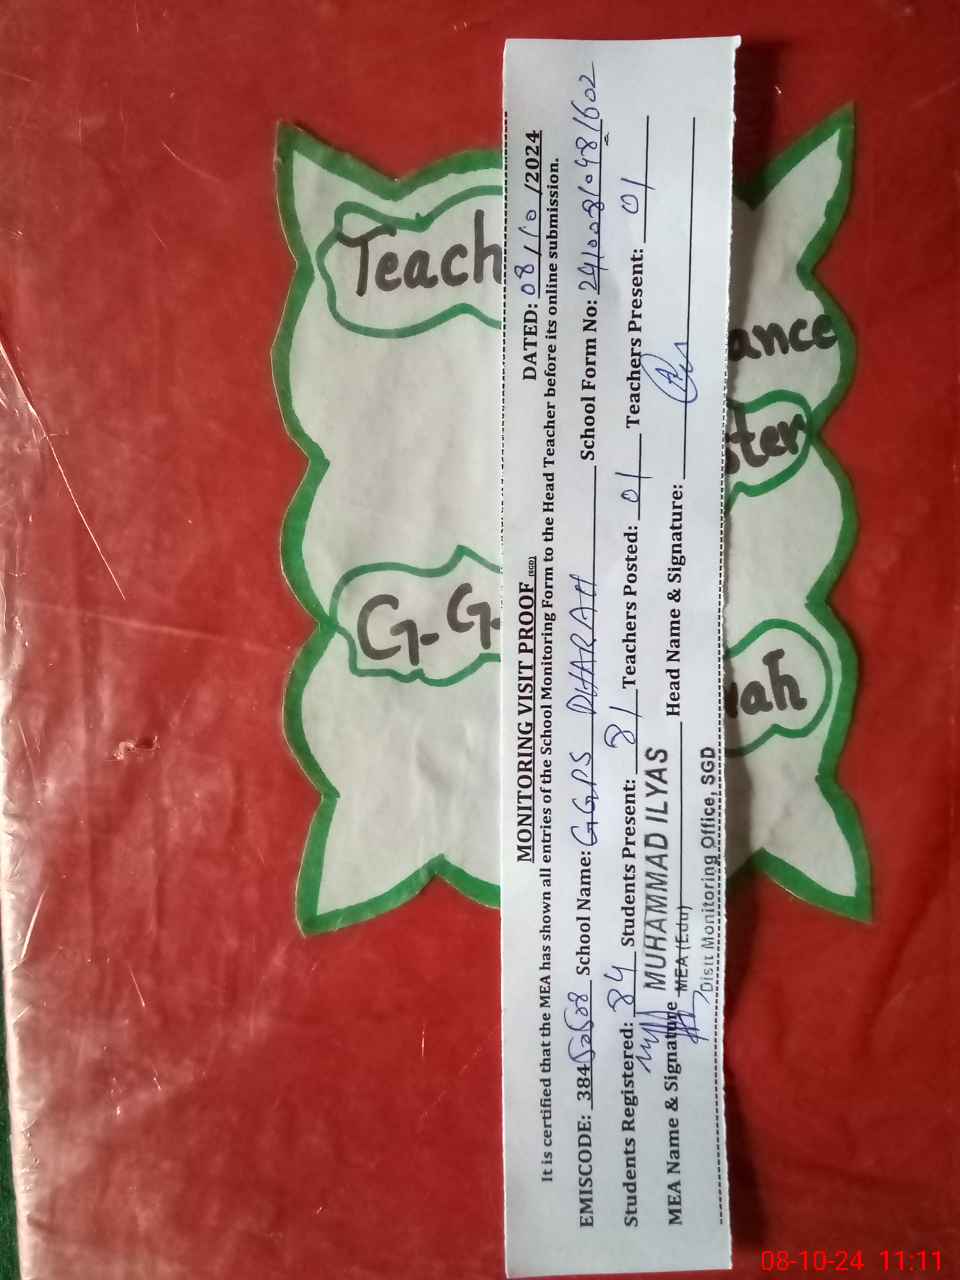 MONITORING VISIT PROOF (SGD) DATED: 08/10/2024
It is certified that the MEA has shown all entries of the School Monitoring Form to the Head Teacher before its online submission.
EMISCODE: 384 School Name: GGPS DHARAH School Form No:
Students Registered: 84 Students Present: 81 Teachers Posted: 01 Teachers Present: 01
MUHAMMAD ILYAS
MEA Name & Signature MEA (Edu) Head Name & Signature:
Distt Monitoring Office, SGD
Teach
ance
ster
G.G.
wah
08-10-24 11:11